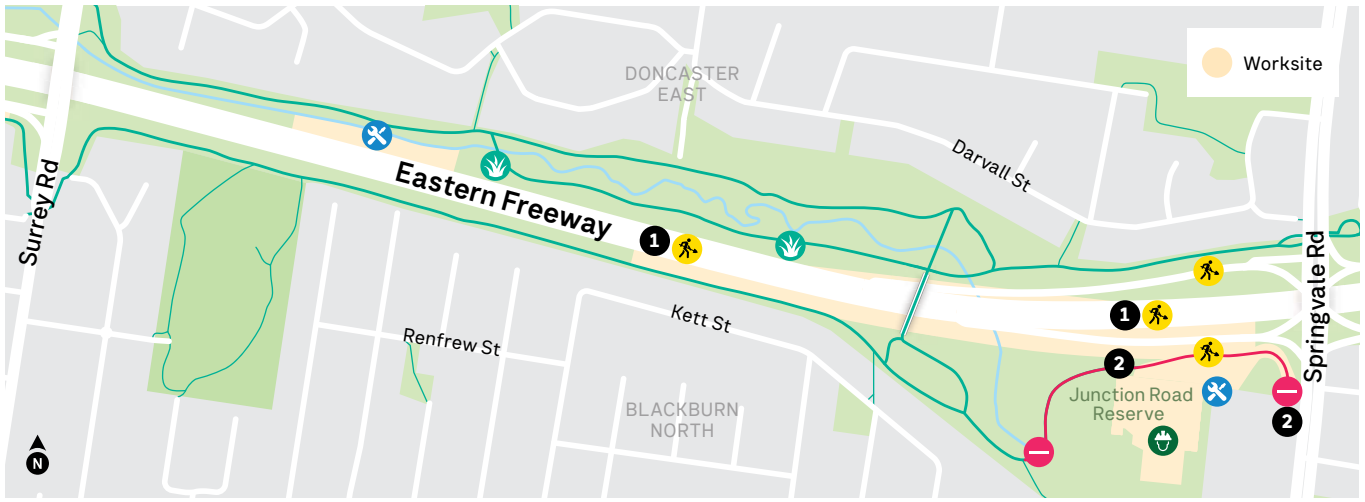 Worksite
DONCASTER
EAST
Darvall St
Surrey Rd
Eastern Freeway
1
Springvale Rd
1
Kett St
Renfrew St
2
Junction Road
Reserve
BLACKBURN
NORTH
2
N